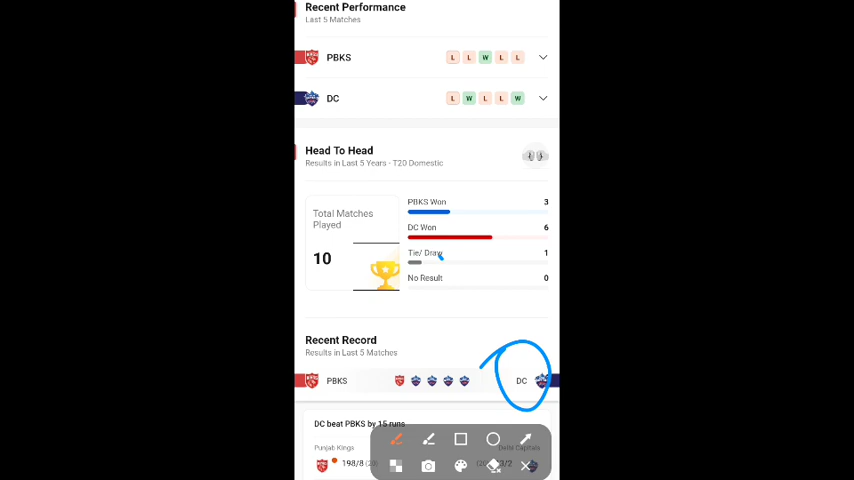 Recent Performance
Last 5 Matches
PBKS L L W L L
DC L W L L W
Head To Head
Results in Last 5 Years - T20 Domestic
Total Matches Played
10
PBKS Won 3
DC Won 6
Tie/ Draw 1
No Result 0
Recent Record
Results in Last 5 Matches
PBKS DC
DC beat PBKS by 15 runs
Punjab Kings Delhi Capitals
198/8